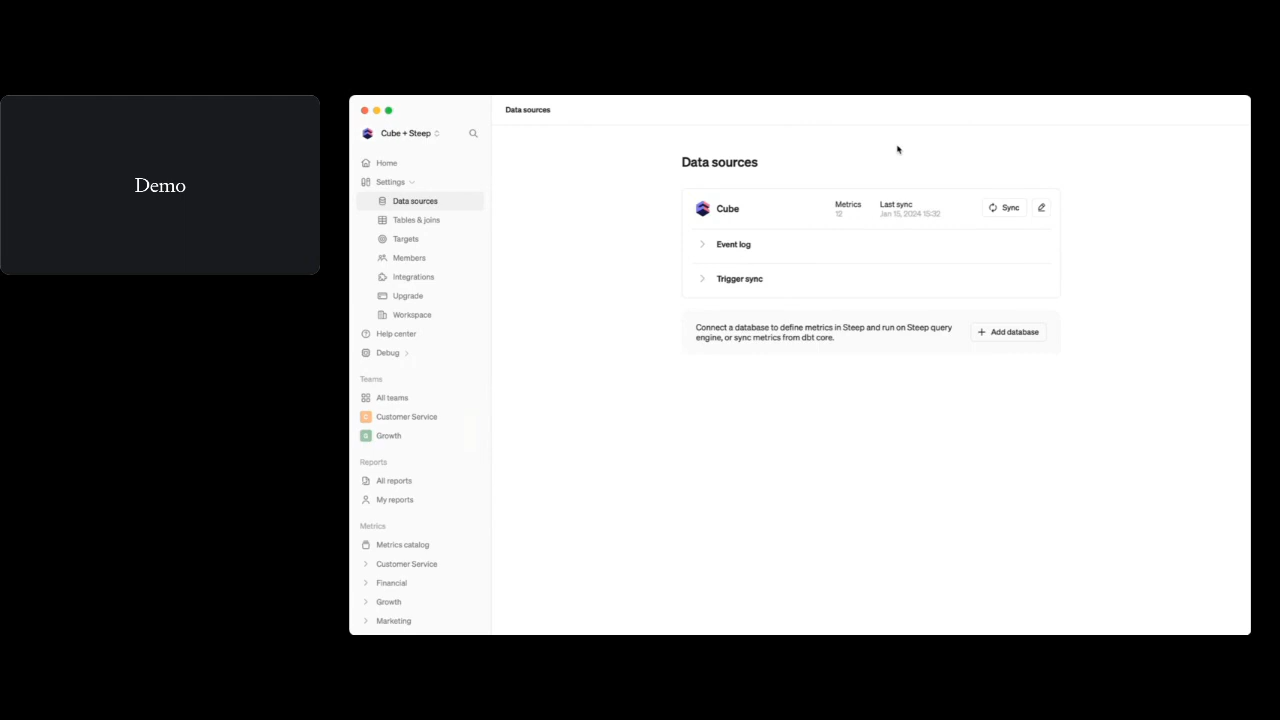 Demo
Cube + Steep
Home
Settings
Data sources
Tables & joins
Targets
Members
Integrations
Upgrade
Workspace
Help center
Debug
Teams
All teams
C Customer Service
G Growth
Reports
All reports
My reports
Metrics
Metrics catalog
Customer Service
Financial
Growth
Marketing
Data sources
Data sources
Cube
Metrics
12
Last sync
Jan 15, 2024 15:32
Sync
Event log
Trigger sync
Connect a database to define metrics in Steep and run on Steep query
engine, or sync metrics from dbt core.
Add database